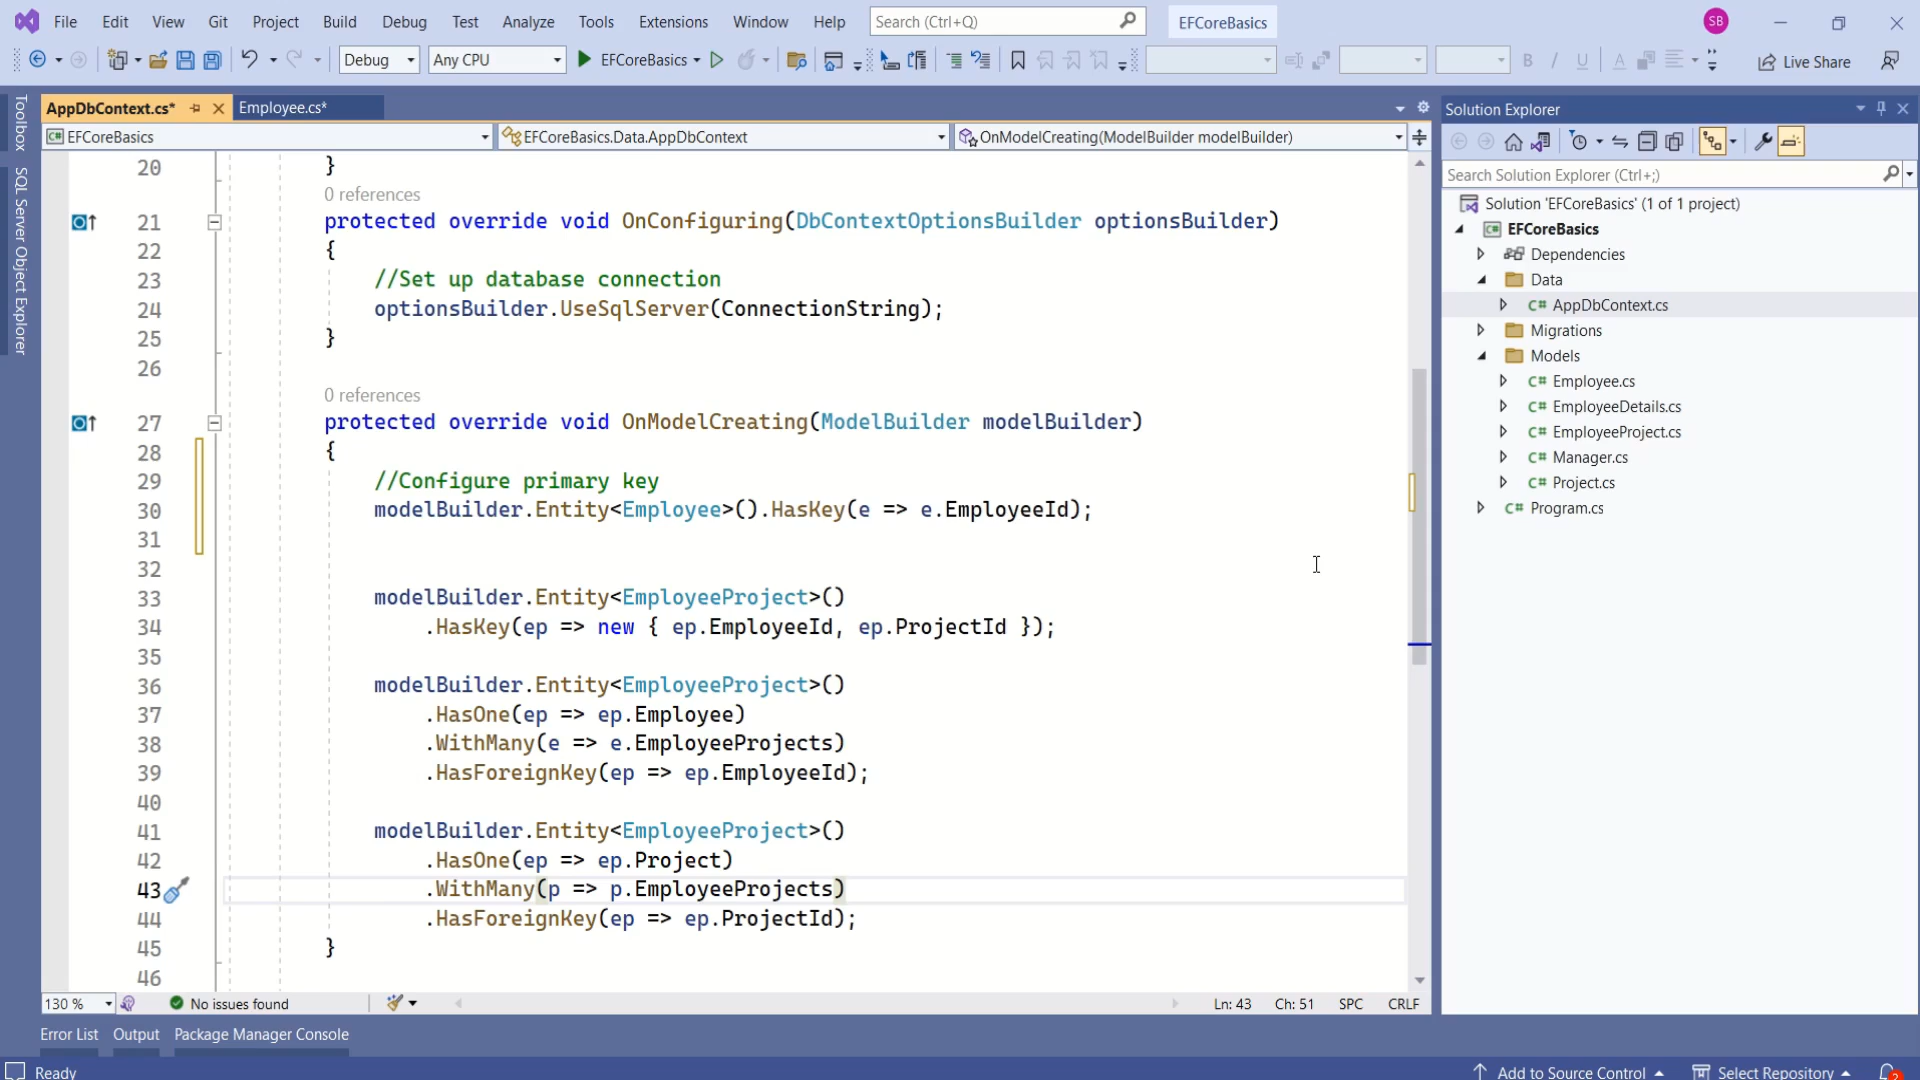 File Edit View Git Project Build Debug Test Analyze Tools Extensions Window Help Search (Ctrl+Q) EFCoreBasics SB
Debug Any CPU EFCoreBasics Live Share
AppDbContext.cs* Employee.cs*
EFCoreBasics EFCoreBasics.Data.AppDbContext OnModelCreating(ModelBuilder modelBuilder)
Toolbox
SQL Server Object Explorer
20 }
0 references
21 protected override void OnConfiguring(DbContextOptionsBuilder optionsBuilder)
22 {
23 //Set up database connection
24 optionsBuilder.UseSqlServer(ConnectionString);
25 }
26
0 references
27 protected override void OnModelCreating(ModelBuilder modelBuilder)
28 {
29 //Configure primary key
30 modelBuilder.Entity<Employee>().HasKey(e => e.EmployeeId);
31
32
33 modelBuilder.Entity<EmployeeProject>()
34 .HasKey(ep => new { ep.EmployeeId, ep.ProjectId });
35
36 modelBuilder.Entity<EmployeeProject>()
37 .HasOne(ep => ep.Employee)
38 .WithMany(e => e.EmployeeProjects)
39 .HasForeignKey(ep => ep.EmployeeId);
40
41 modelBuilder.Entity<EmployeeProject>()
42 .HasOne(ep => ep.Project)
43 .WithMany(p => p.EmployeeProjects)
44 .HasForeignKey(ep => ep.ProjectId);
45 }
46
130 % No issues found Ln: 43 Ch: 51 SPC CRLF
Error List Output Package Manager Console
Solution Explorer
Search Solution Explorer (Ctrl+;)
Solution 'EFCoreBasics' (1 of 1 project)
EFCoreBasics
Dependencies
Data
C# AppDbContext.cs
Migrations
Models
C# Employee.cs
C# EmployeeDetails.cs
C# EmployeeProject.cs
C# Manager.cs
C# Project.cs
C# Program.cs
Ready Add to Source Control Select Repository 2